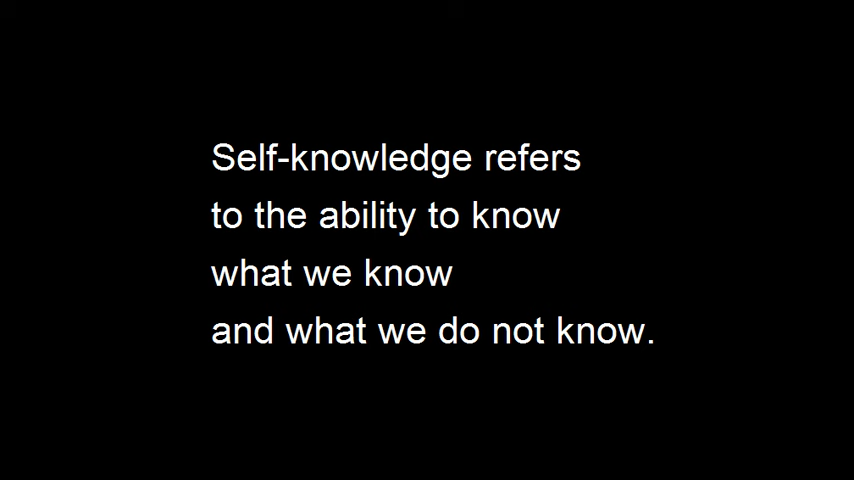 Self-knowledge refers
to the ability to know
what we know
and what we do not know.